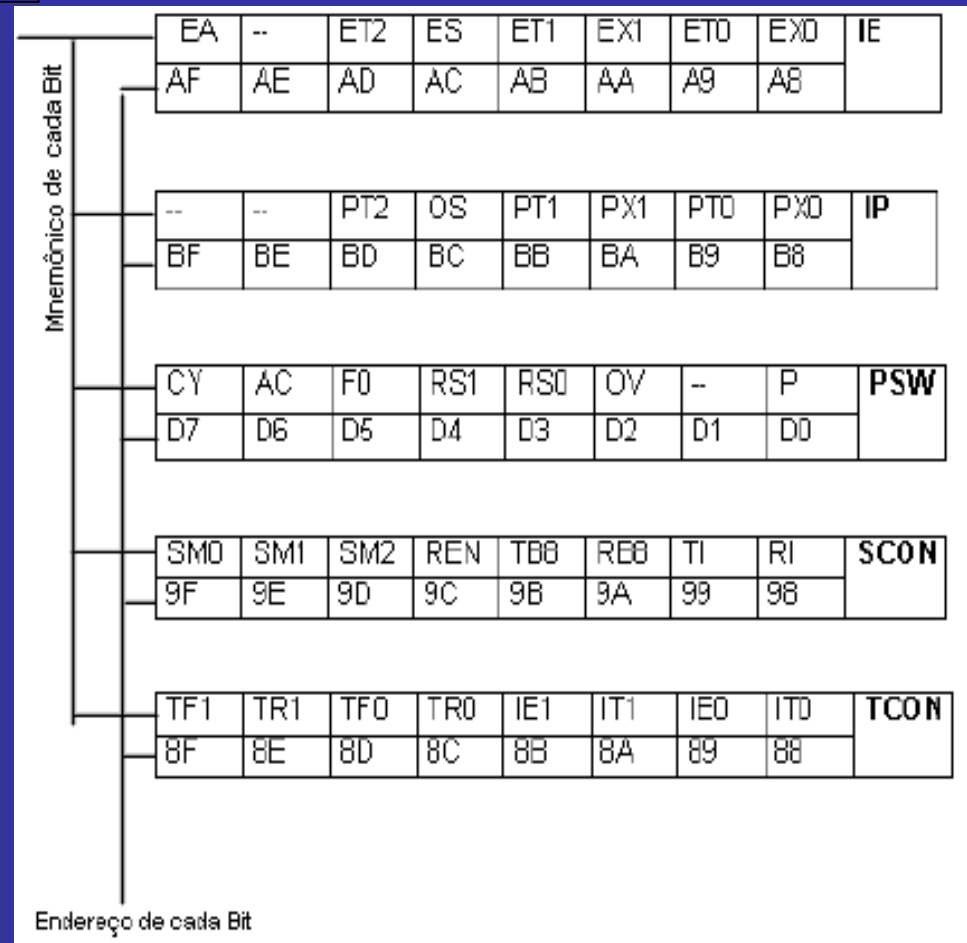 EA -- ET2 ES ET1 EX1 ET0 EX0 IE
AF AE AD AC AB AA A9 A8
Mnemônico de cada Bit
-- -- PT2 OS PT1 PX1 PT0 PX0 IP
BF BE BD BC BB BA B9 B8
CY AC F0 RS1 RS0 OV -- P PSW
D7 D6 D5 D4 D3 D2 D1 D0
SM0 SM1 SM2 REN TB8 RB8 TI RI SCON
9F 9E 9D 9C 9B 9A 99 98
TF1 TR1 TF0 TR0 IE1 IT1 IE0 IT0 TCON
8F 8E 8D 8C 8B 8A 89 88
Endereço de cada Bit